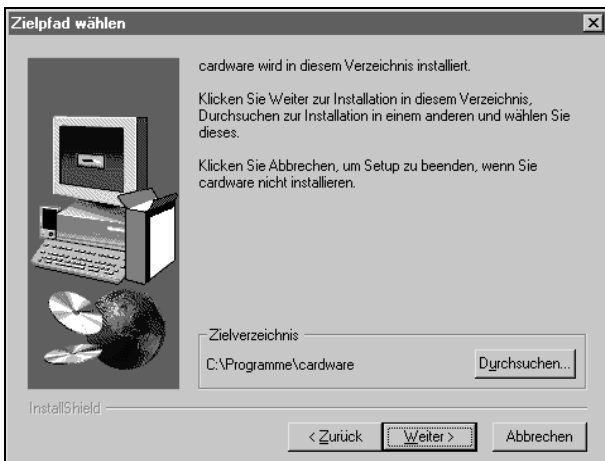 Zielpfad wählen
cardware wird in diesem Verzeichnis installiert.
Klicken Sie Weiter zur Installation in diesem Verzeichnis,
Durchsuchen zur Installation in einem anderen und wählen Sie
dieses.
Klicken Sie Abbrechen, um Setup zu beenden, wenn Sie
cardware nicht installieren.
Zielverzeichnis
C:\Programme\cardware
Durchsuchen...
InstallShield
< Zurück
Weiter >
Abbrechen